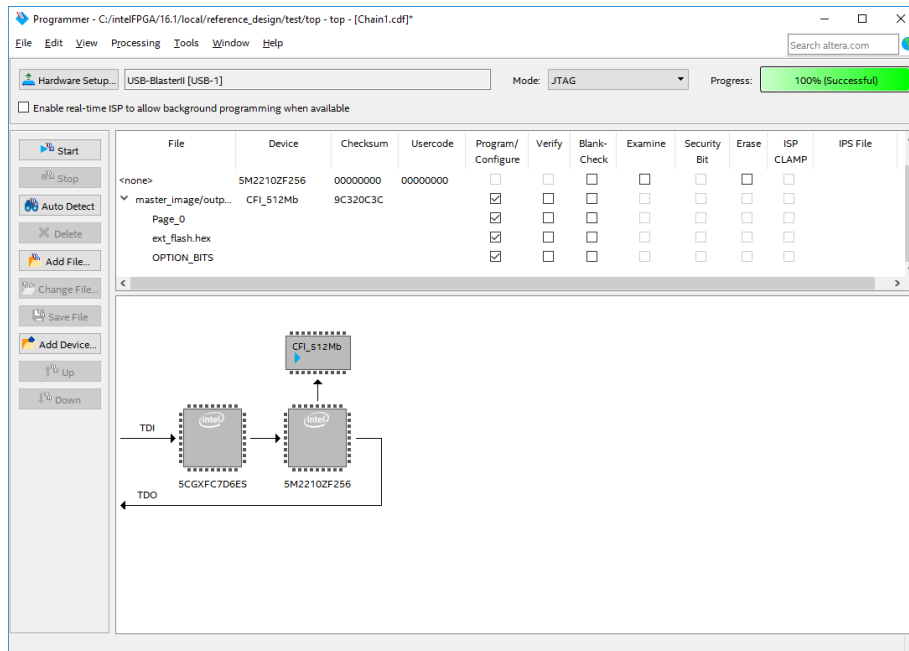 Programmer - C:/intelFPGA/16.1/local/reference_design/test/top - top - [Chain1.cdf]*
File Edit View Processing Tools Window Help
Search altera.com
Hardware Setup... USB-BlasterII [USB-1] Mode: JTAG Progress: 100% (Successful)
Enable real-time ISP to allow background programming when available
Start
Stop
Auto Detect
Delete
Add File...
Change File...
Save File
Add Device...
Up
Down
File Device Checksum Usercode Program/ Configure Verify Blank- Check Examine Security Bit Erase ISP CLAMP IPS File
<none> 5M2210ZF256 00000000 00000000
master_image/outp... CFI_512Mb 9C320C3C
Page_0
ext_flash.hex
OPTION_BITS
CFI_512Mb
TDI
intel
intel
5CGXFC7D6ES 5M2210ZF256
TDO